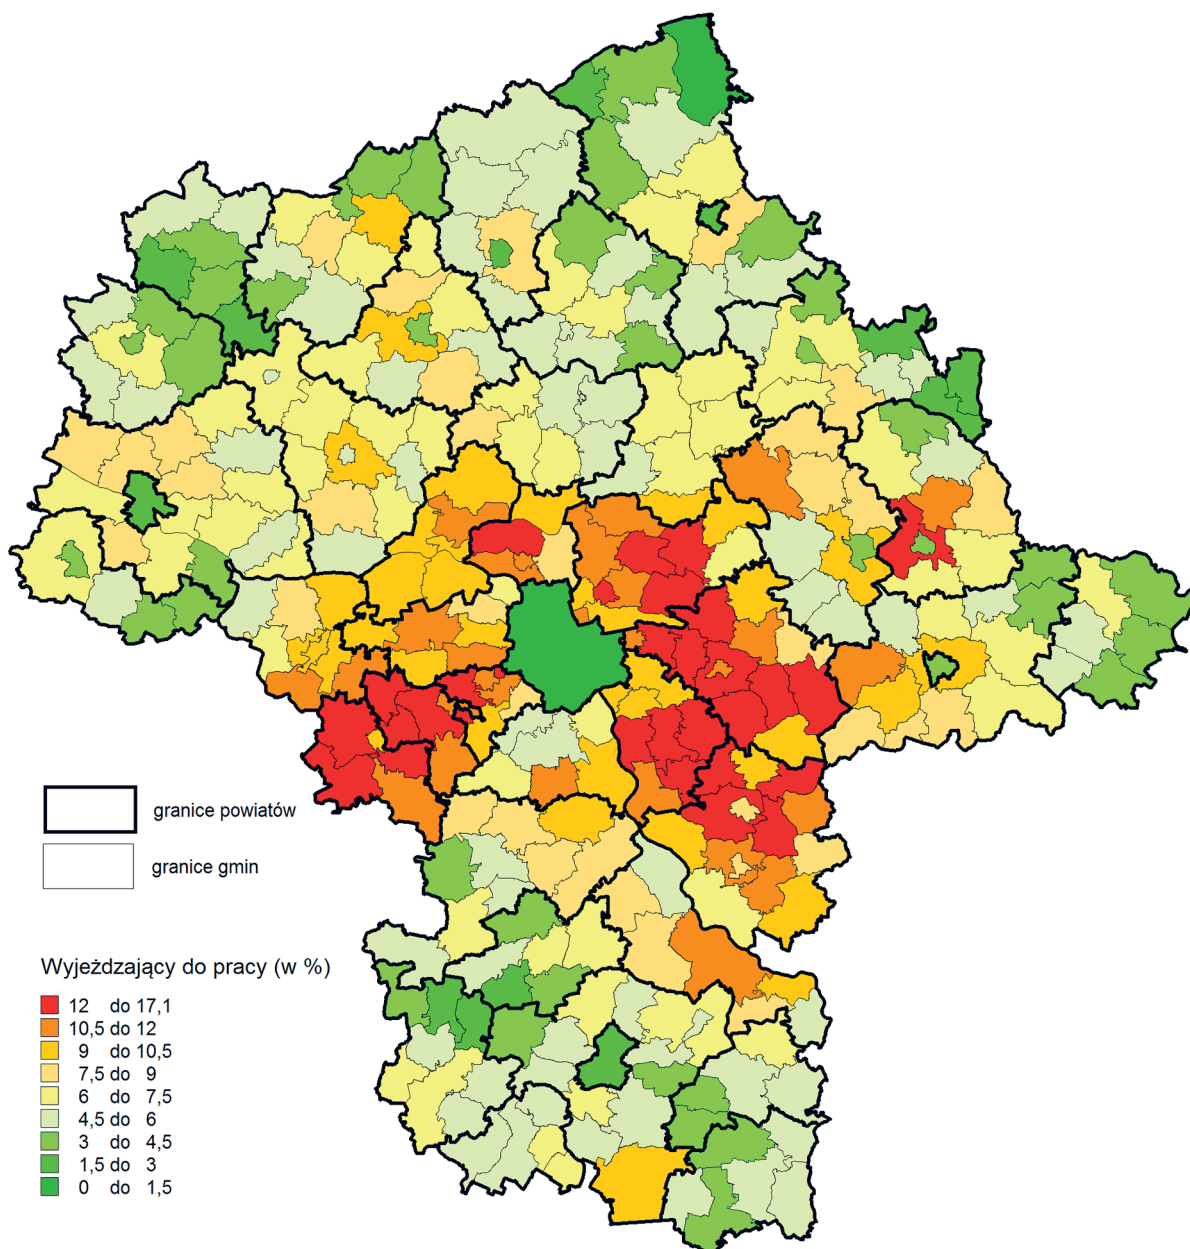 granice powiatów
granice gmin
Wyjeżdzający do pracy (w %)
12 do 17,1
10,5 do 12
9 do 10,5
7,5 do 9
6 do 7,5
4,5 do 6
3 do 4,5
1,5 do 3
0 do 1,5